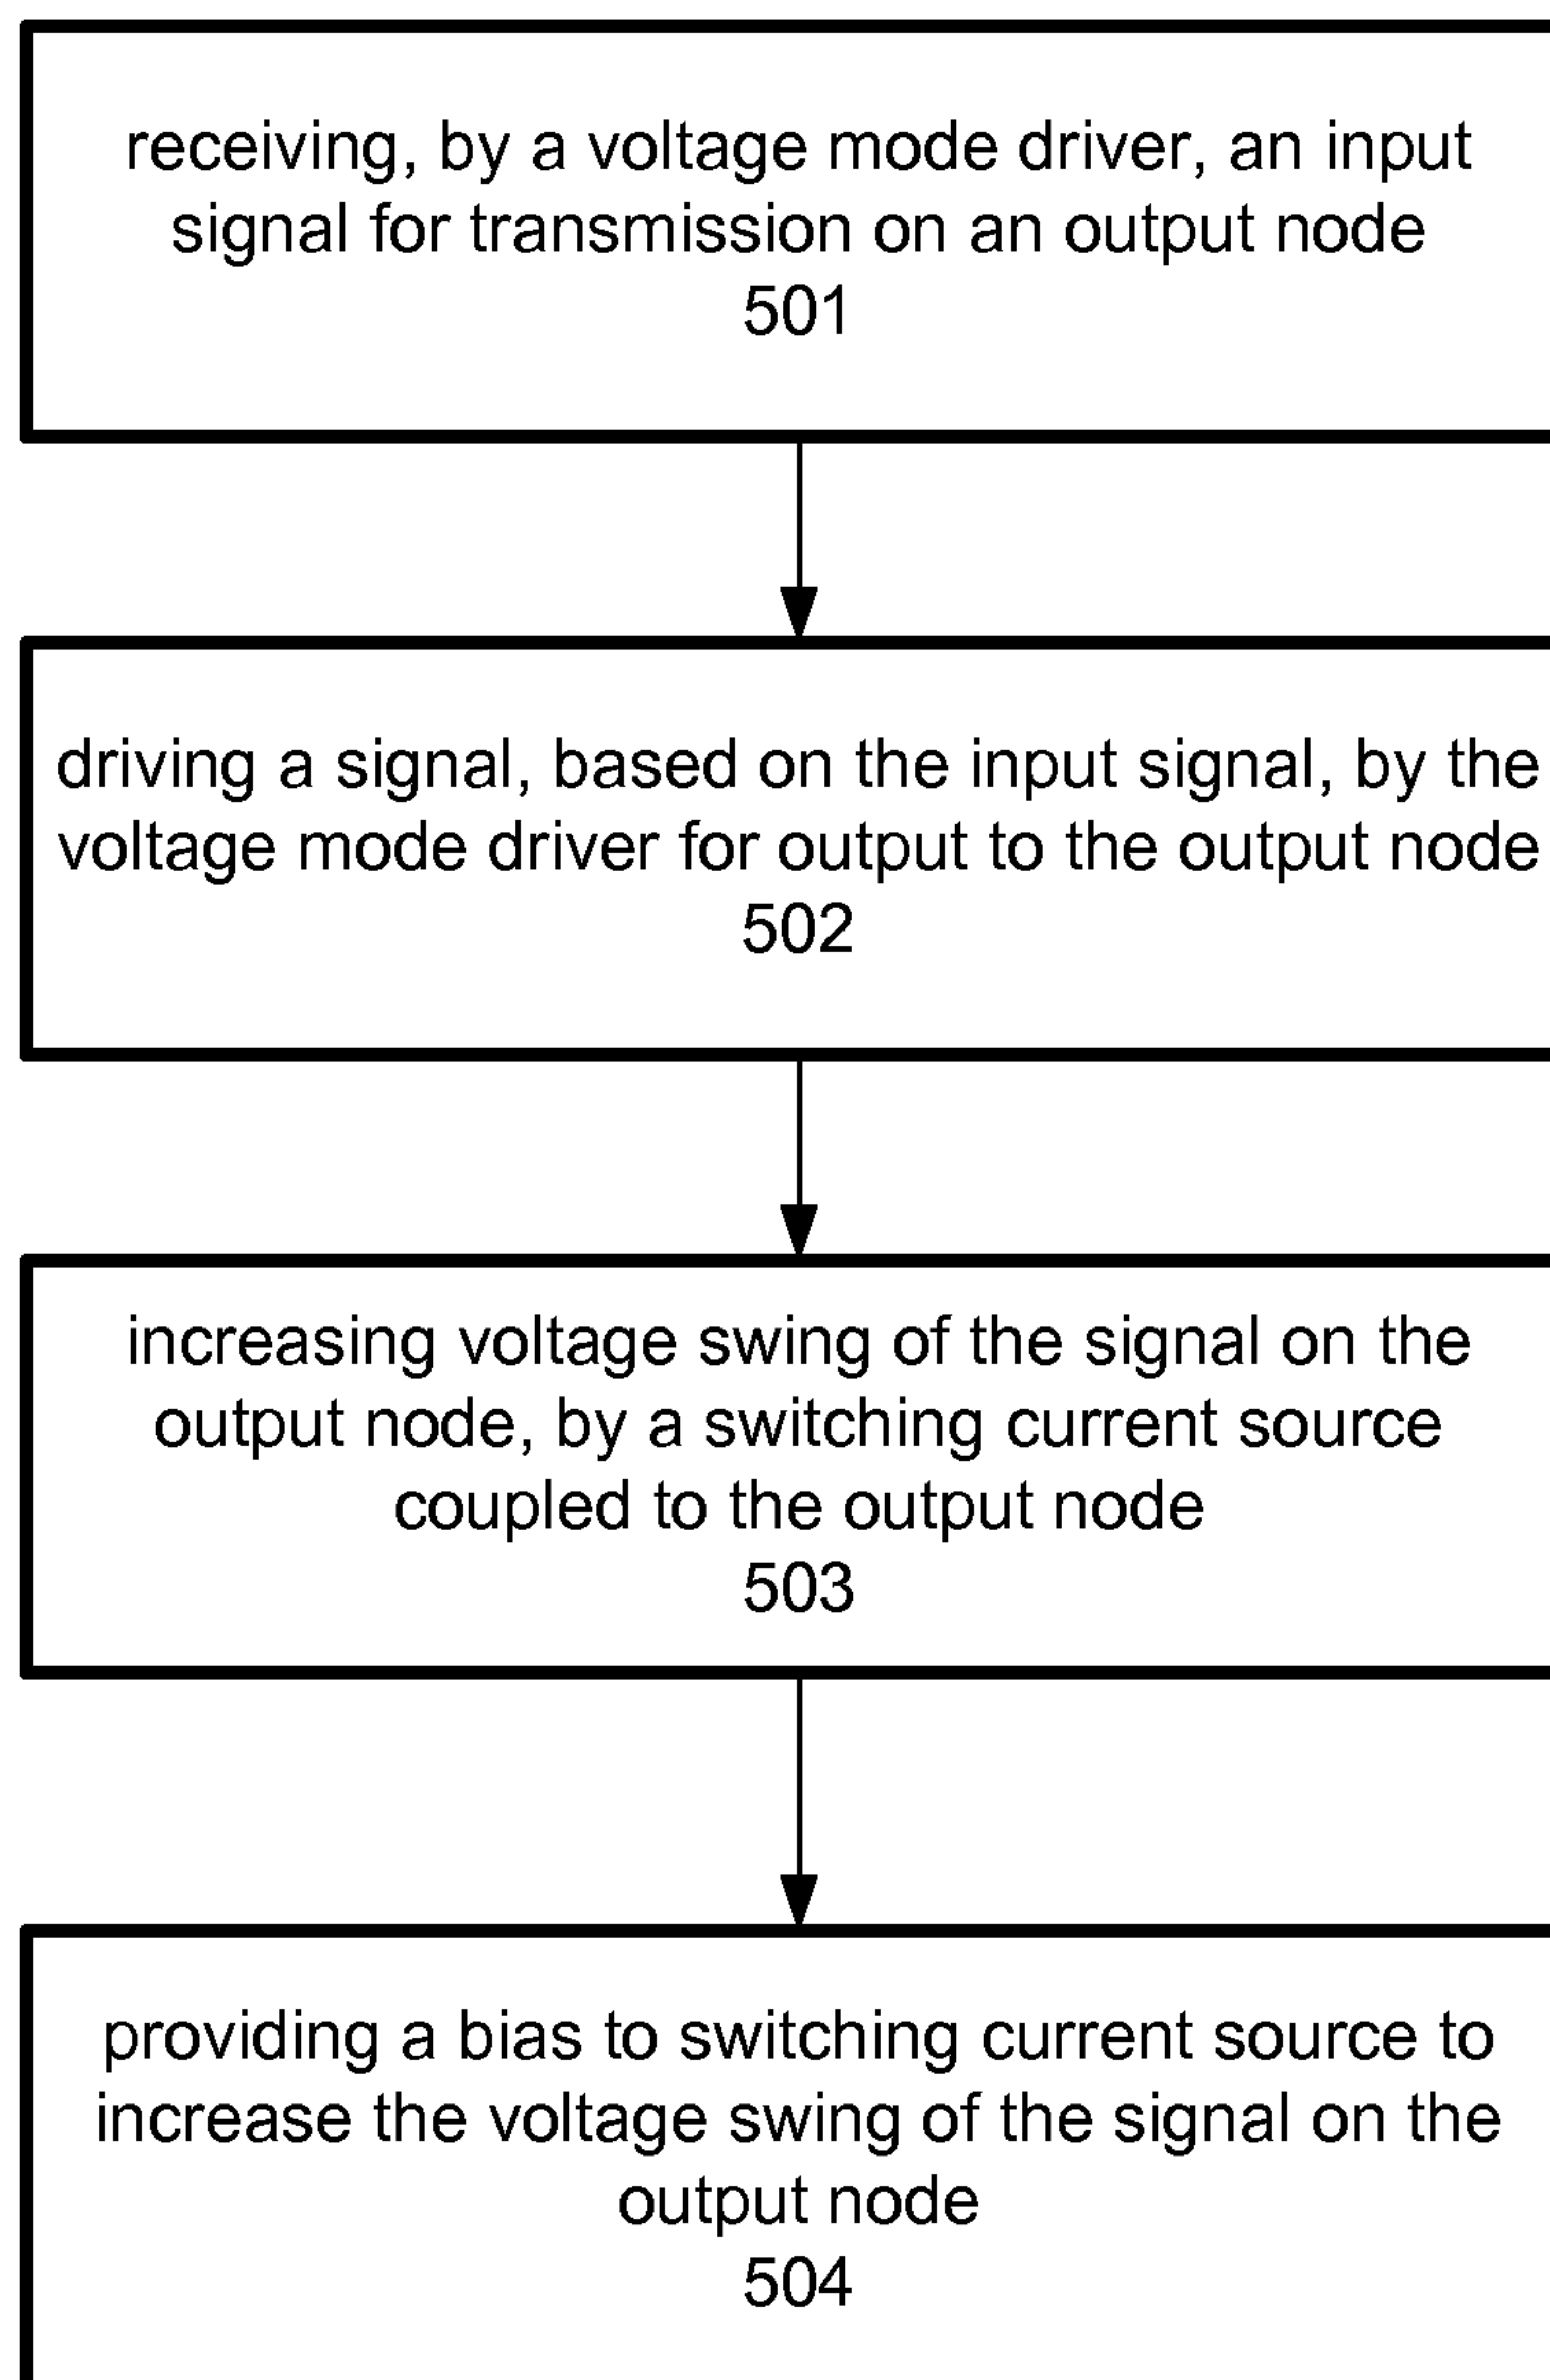 receiving, by a voltage mode driver, an input
signal for transmission on an output node
501
driving a signal, based on the input signal, by the
voltage mode driver for output to the output node
502
increasing voltage swing of the signal on the
output node, by a switching current source
coupled to the output node
503
providing a bias to switching current source to
increase the voltage swing of the signal on the
output node
504